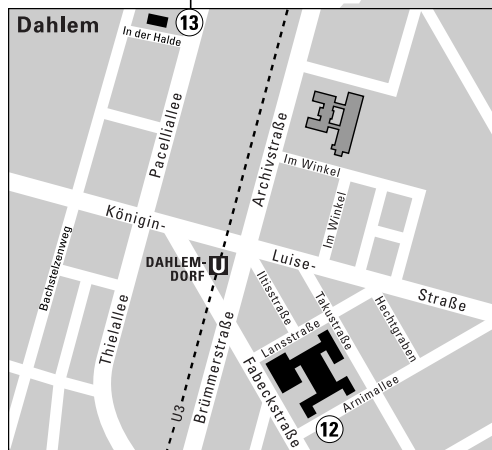 Dahlem
13
In der Halde
Pacelliallee
Archivstraße
Im Winkel
Im Winkel
Königin-
Luise-
Straße
Bachstelzenweg
DAHLEM-
DORF
U
Thielallee
Iltisstraße
Takustraße
Hechtgraben
Lansstraße
Brümmerstraße
Fabeckstraße
Arnimallee
U3
12